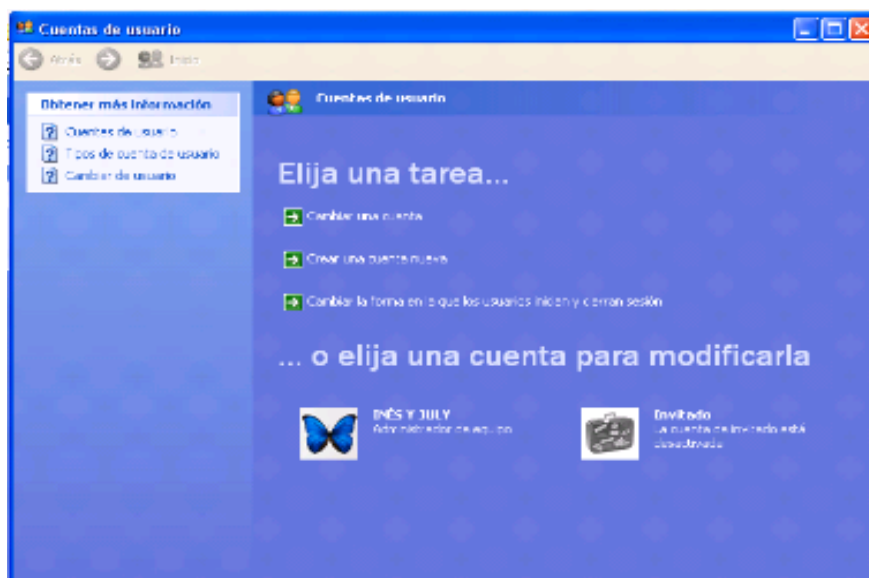 Cuentas de usuario
Atrás Inicio
Obtener más información
Cuentas de usuario
Tipos de cuenta de usuario
Cambiar de usuario
Cuentas de usuario
Elija una tarea...
Cambiar una cuenta
Crear una cuenta nueva
Cambiar la forma en la que los usuarios inician y cierran sesión
... o elija una cuenta para modificarla
INÉS Y JULY
Administrador de equipo
Invitado
La cuenta de invitado está
desactivada